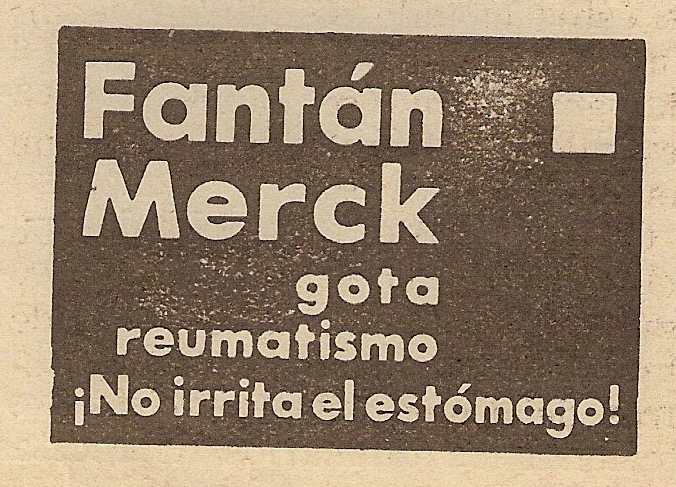 Fantán
Merck
gota
reumatismo
¡No irrita el estómago!